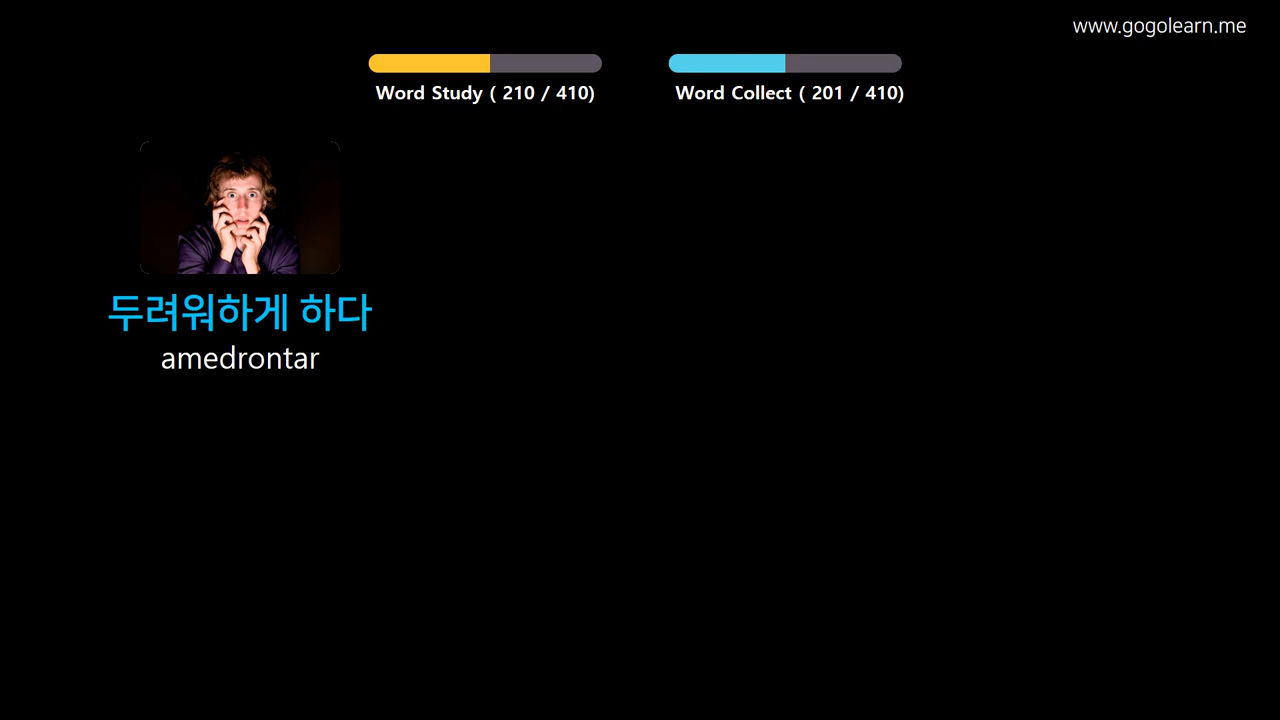 www.gogolearn.me
Word Study ( 210 / 410)
Word Collect ( 201 / 410)
두려워하게 하다
amedrontar